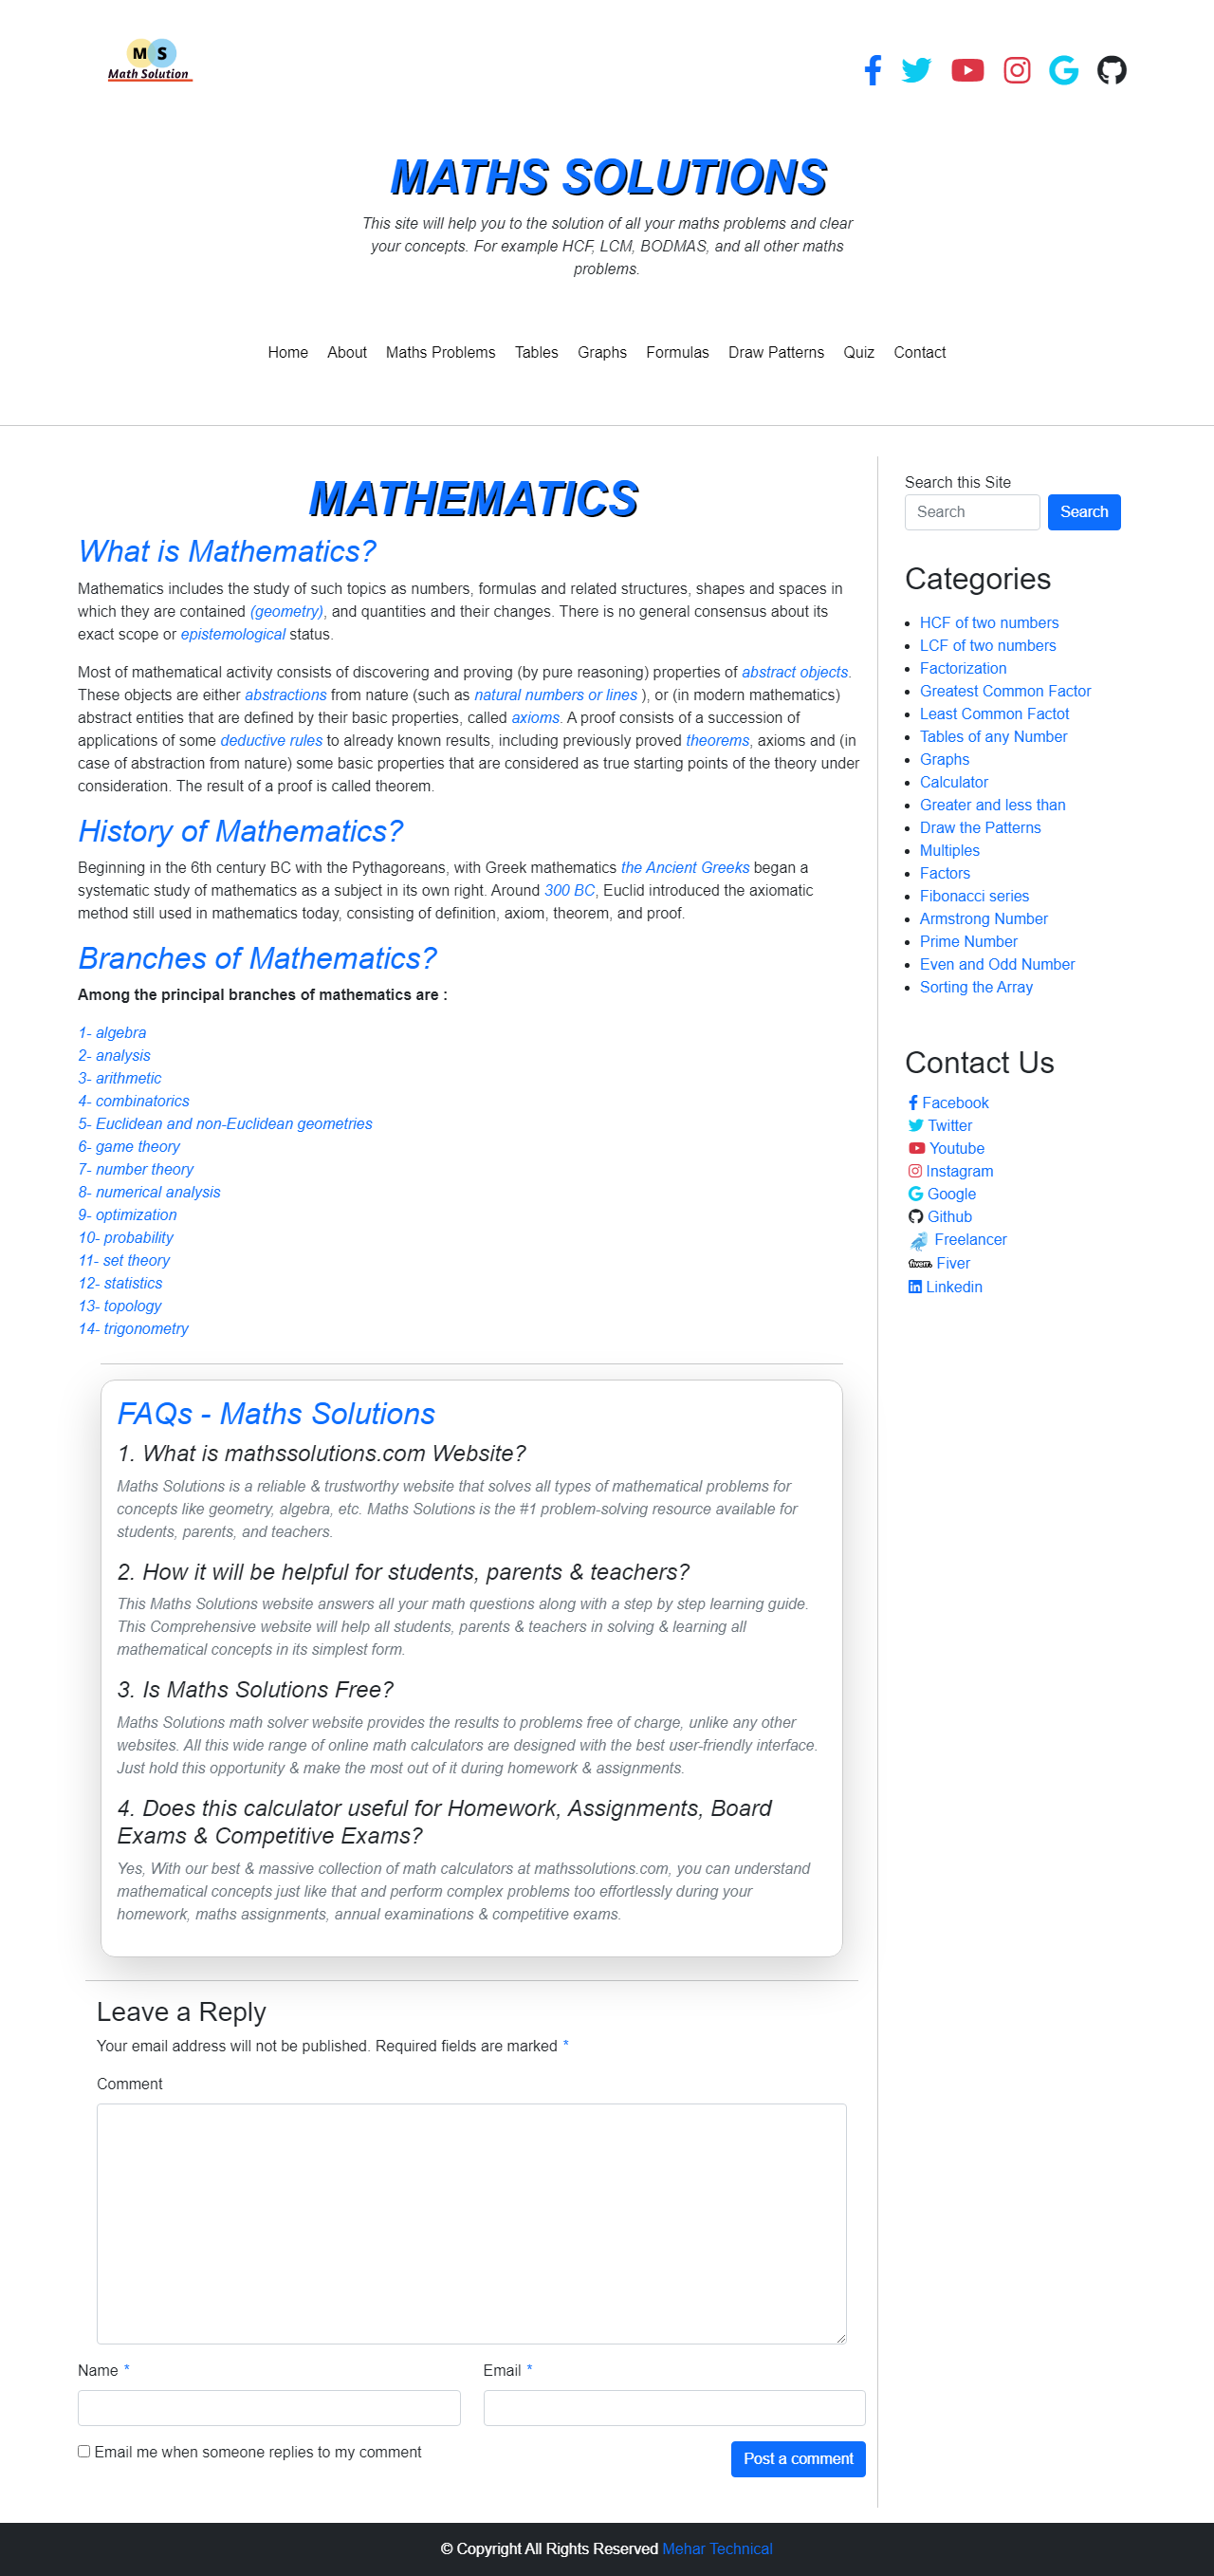 M S
Math Solution
MATHS SOLUTIONS
This site will help you to the solution of all your maths problems and clear
your concepts. For example HCF, LCM, BODMAS, and all other maths
problems.
Home About Maths Problems Tables Graphs Formulas Draw Patterns Quiz Contact
MATHEMATICS
What is Mathematics?
Mathematics includes the study of such topics as numbers, formulas and related structures, shapes and spaces in
which they are contained (geometry), and quantities and their changes. There is no general consensus about its
exact scope or epistemological status.
Most of mathematical activity consists of discovering and proving (by pure reasoning) properties of abstract objects.
These objects are either abstractions from nature (such as natural numbers or lines ), or (in modern mathematics)
abstract entities that are defined by their basic properties, called axioms. A proof consists of a succession of
applications of some deductive rules to already known results, including previously proved theorems, axioms and (in
case of abstraction from nature) some basic properties that are considered as true starting points of the theory under
consideration. The result of a proof is called theorem.
History of Mathematics?
Beginning in the 6th century BC with the Pythagoreans, with Greek mathematics the Ancient Greeks began a
systematic study of mathematics as a subject in its own right. Around 300 BC, Euclid introduced the axiomatic
method still used in mathematics today, consisting of definition, axiom, theorem, and proof.
Branches of Mathematics?
Among the principal branches of mathematics are :
1- algebra
2- analysis
3- arithmetic
4- combinatorics
5- Euclidean and non-Euclidean geometries
6- game theory
7- number theory
8- numerical analysis
9- optimization
10- probability
11- set theory
12- statistics
13- topology
14- trigonometry
FAQs - Maths Solutions
1. What is mathssolutions.com Website?
Maths Solutions is a reliable & trustworthy website that solves all types of mathematical problems for
concepts like geometry, algebra, etc. Maths Solutions is the #1 problem-solving resource available for
students, parents, and teachers.
2. How it will be helpful for students, parents & teachers?
This Maths Solutions website answers all your math questions along with a step by step learning guide.
This Comprehensive website will help all students, parents & teachers in solving & learning all
mathematical concepts in its simplest form.
3. Is Maths Solutions Free?
Maths Solutions math solver website provides the results to problems free of charge, unlike any other
websites. All this wide range of online math calculators are designed with the best user-friendly interface.
Just hold this opportunity & make the most out of it during homework & assignments.
4. Does this calculator useful for Homework, Assignments, Board
Exams & Competitive Exams?
Yes, With our best & massive collection of math calculators at mathssolutions.com, you can understand
mathematical concepts just like that and perform complex problems too effortlessly during your
homework, maths assignments, annual examinations & competitive exams.
Leave a Reply
Your email address will not be published. Required fields are marked *
Comment
Name *
Email *
Email me when someone replies to my comment
Post a comment
Search this Site
Search
Search
Categories
HCF of two numbers
LCF of two numbers
Factorization
Greatest Common Factor
Least Common Factot
Tables of any Number
Graphs
Calculator
Greater and less than
Draw the Patterns
Multiples
Factors
Fibonacci series
Armstrong Number
Prime Number
Even and Odd Number
Sorting the Array
Contact Us
Facebook
Twitter
Youtube
Instagram
Google
Github
Freelancer
fiverr. Fiver
Linkedin
© Copyright All Rights Reserved Mehar Technical